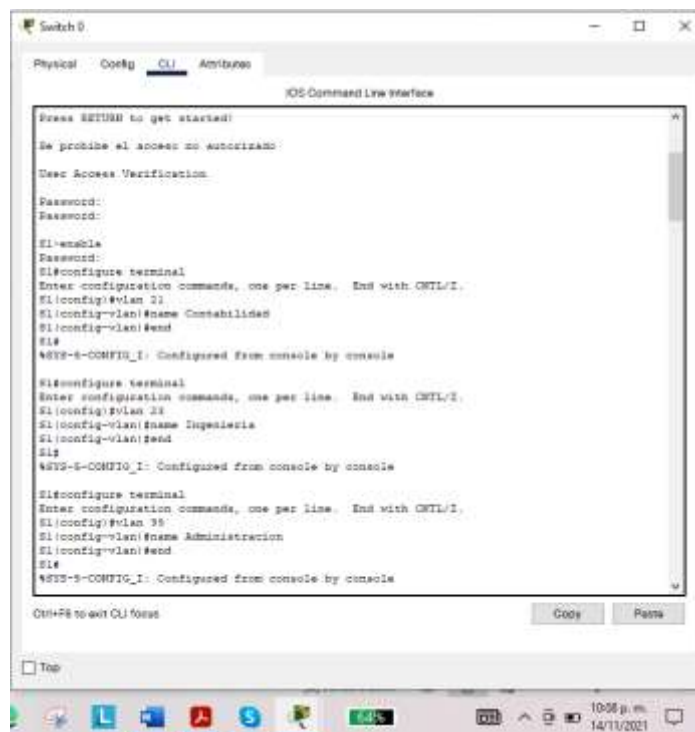 Switch 0
Physical Config CLI Attributes
IOS Command Line Interface
Press RETURN to get started!
Se prohibe el acceso no autorizado
User Access Verification
Password:
Password:
S1>enable
Password:
S1#configure terminal
Enter configuration commands, one per line. End with CNTL/Z.
S1(config)#vlan 21
S1(config-vlan)#name Contabilidad
S1(config-vlan)#end
S1#
%SYS-5-CONFIG_I: Configured from console by console
S1#configure terminal
Enter configuration commands, one per line. End with CNTL/Z.
S1(config)#vlan
S1(config-vlan)#name Ingenieria
S1(config-vlan)#end
S1#
%SYS-5-CONFIG_I: Configured from console by console
S1#configure terminal
Enter configuration commands, one per line. End with CNTL/Z.
S1(config)#vlan
S1(config-vlan)#name Administracion
S1(config-vlan)#end
S1#
%SYS-5-CONFIG_I: Configured from console by console
Ctrl+F6 to exit CLI focus
Copy Paste
Top
64%
10:58 p. m.
14/11/2021